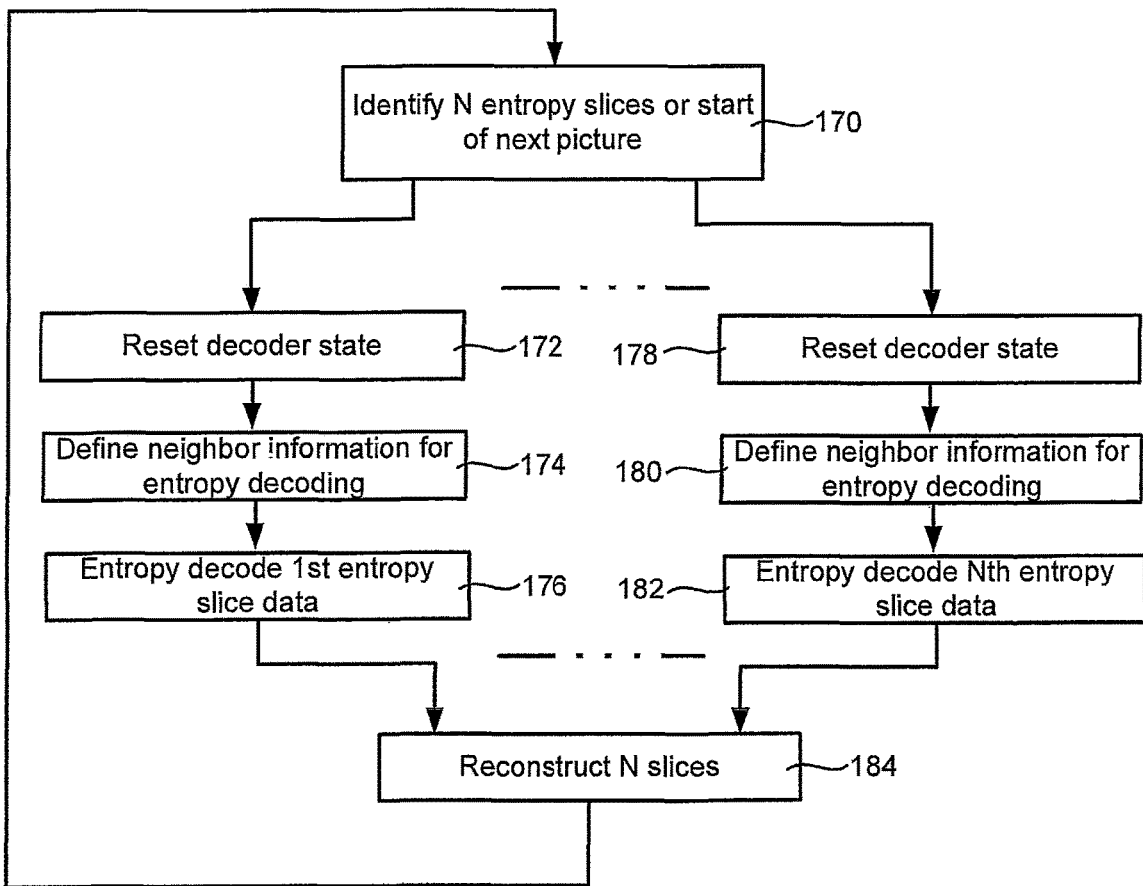 Identify N entropy slices or start
of next picture
170
Reset decoder state
172
178
Reset decoder state
Define neighbor information for
entropy decoding
174
180
Define neighbor information for
entropy decoding
Entropy decode 1st entropy
slice data
176
182
Entropy decode Nth entropy
slice data
Reconstruct N slices
184